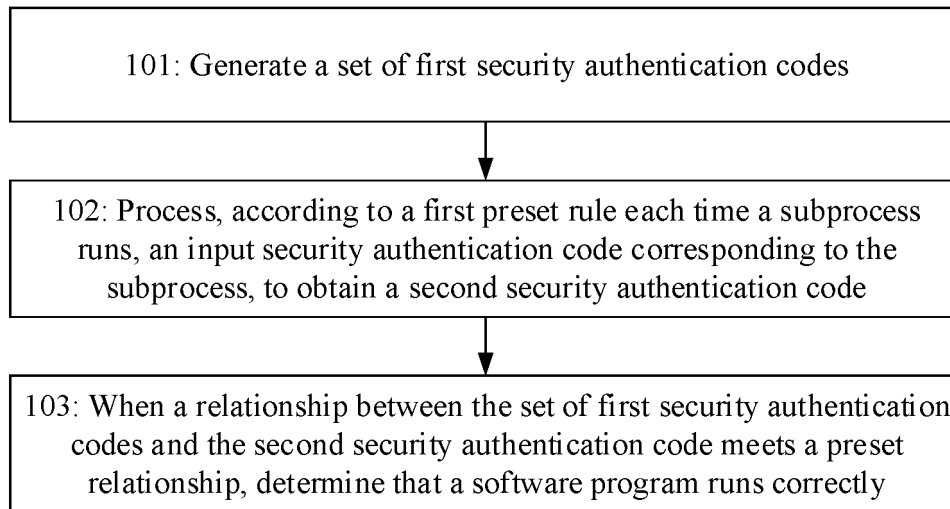 101: Generate a set of first security authentication codes
102: Process, according to a first preset rule each time a subprocess
runs, an input security authentication code corresponding to the
subprocess, to obtain a second security authentication code
103: When a relationship between the set of first security authentication
codes and the second security authentication code meets a preset
relationship, determine that a software program runs correctly